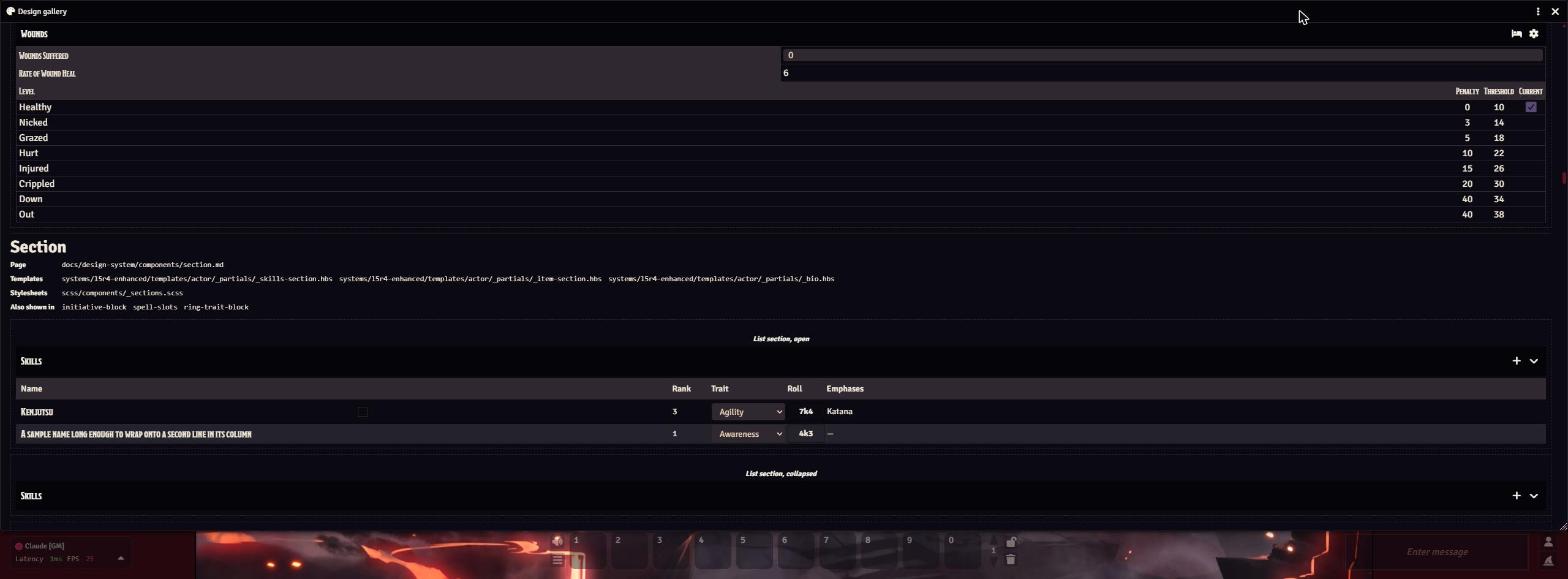 Design gallery
Wounds
Wounds Suffered 0
Rate of Wound Heal 6
Level Penalty Threshold Current
Healthy 0 10
Nicked 3 14
Grazed 5 18
Hurt 10 22
Injured 15 26
Crippled 20 30
Down 40 34
Out 40 38
Section
Page docs/design-system/components/section.md
Templates systems/l5r4-enhanced/templates/actor/_partials/_skills-section.hbs systems/l5r4-enhanced/templates/actor/_partials/_item-section.hbs systems/l5r4-enhanced/templates/actor/_partials/_bio.hbs
Stylesheets scss/components/_sections.scss
Also shown in initiative-block spell-slots ring-trait-block
List section, open
Skills
Name Rank Trait Roll Emphases
Kenjutsu 3 Agility 7k4 Katana
A sample name long enough to wrap onto a second line in its column 1 Awareness 4k3 —
List section, collapsed
Skills
Claude [GM]
Latency 1ms FPS 25
1 2 3 4 5 6 7 8 9 0 1
Enter message